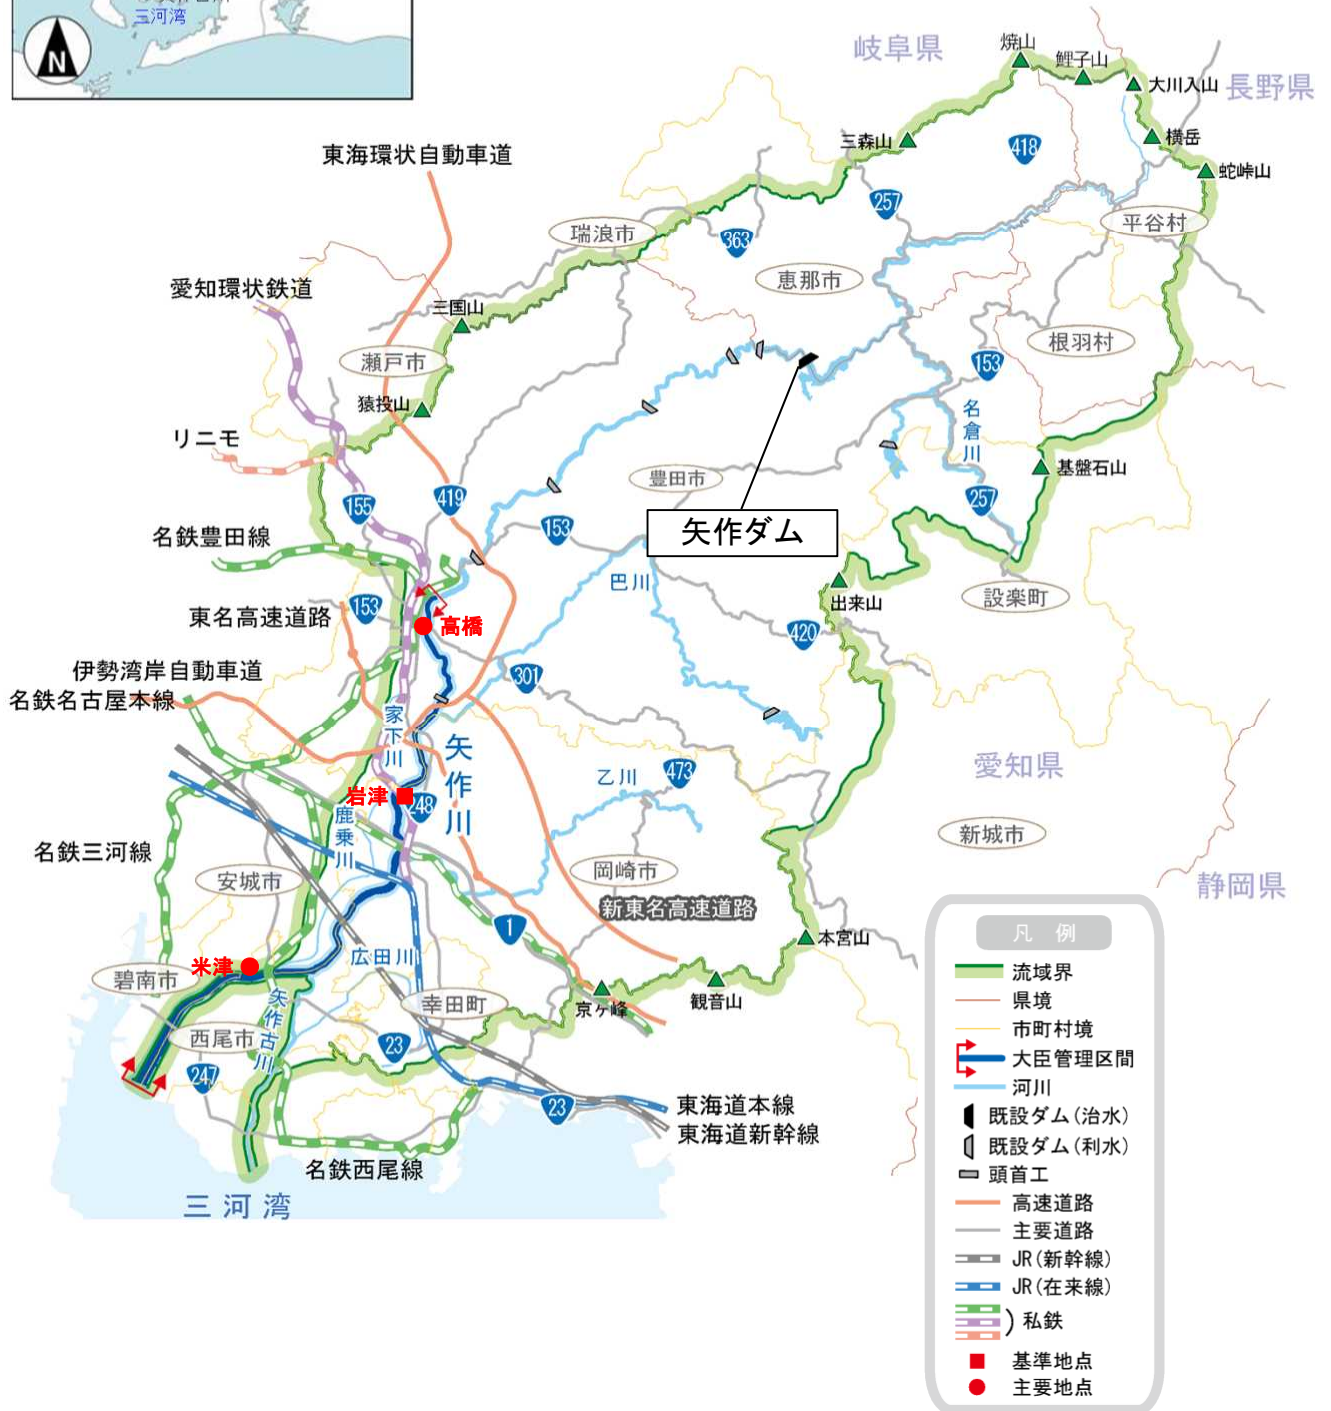 三河湾
N
岐阜県
焼山
鯉子山
大川入山
長野県
横岳
蛇峠山
三森山
418
257
平谷村
東海環状自動車道
瑞浪市
363
恵那市
愛知環状鉄道
三国山
瀬戸市
根羽村
153
猿投山
名倉川
リニモ
豊田市
基盤石山
155
419
257
153
矢作ダム
名鉄豊田線
巴川
設楽町
出来山
東名高速道路
153
高橋
420
伊勢湾岸自動車道
名鉄名古屋本線
301
家下川
矢作川
愛知県
乙川
473
岩津
248
鹿乗川
新城市
名鉄三河線
安城市
岡崎市
静岡県
新東名高速道路
1
本宮山
広田川
米津
碧南市
矢作古川
幸田町
京ヶ峰
観音山
西尾市
23
247
23
東海道本線
東海道新幹線
名鉄西尾線
三河湾
凡 例
流域界
県境
市町村境
大臣管理区間
河川
既設ダム(治水)
既設ダム(利水)
頭首工
高速道路
主要道路
JR(新幹線)
JR(在来線)
私鉄
基準地点
主要地点